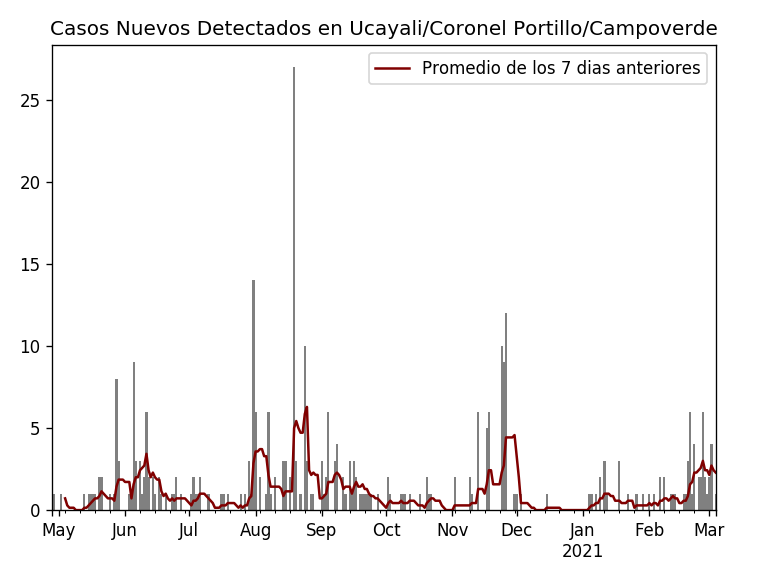 Casos Nuevos Detectados en Ucayali/Coronel Portillo/Campoverde
Promedio de los 7 dias anteriores
25
20
15
10
5
0
May Jun Jul Aug Sep Oct Nov Dec Jan Feb Mar
2021